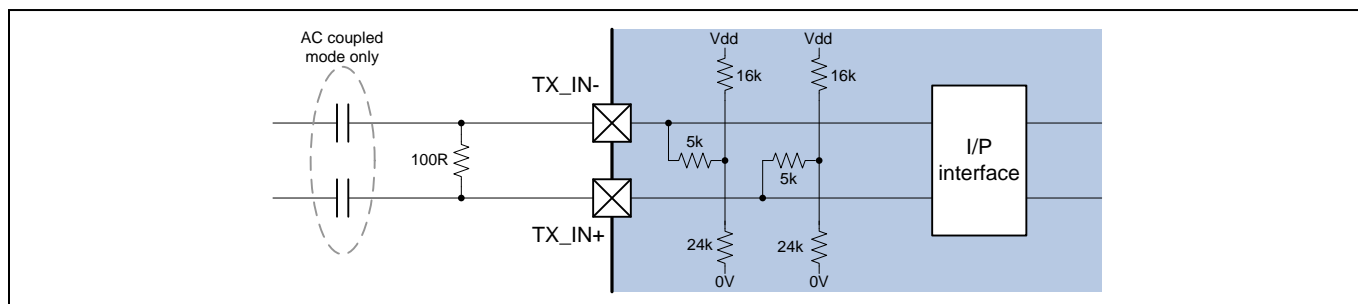 AC coupled
mode only
Vdd
Vdd
16k
16k
TX_IN-
5k
5k
100R
I/P
interface
TX_IN+
24k
24k
0V
0V